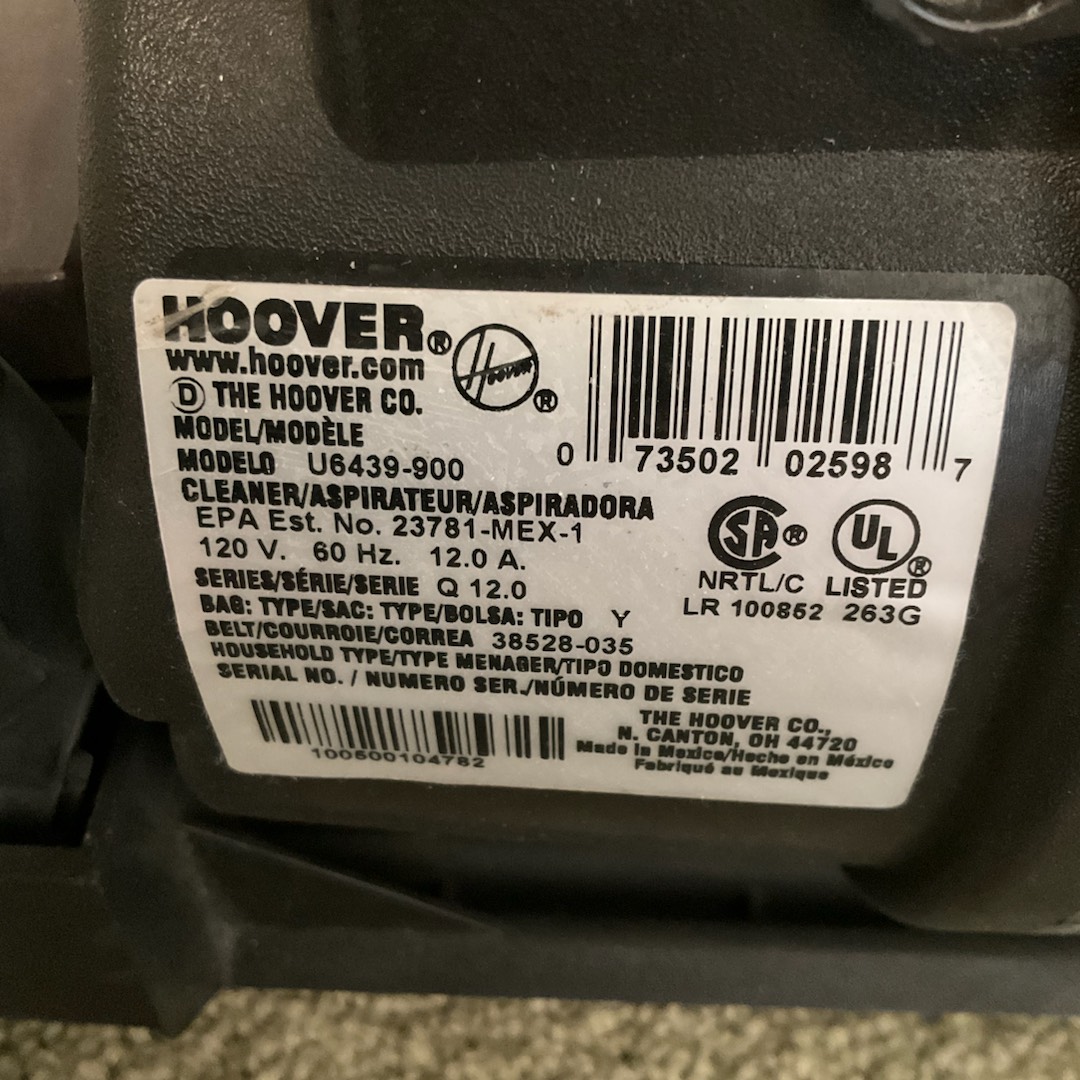 HOOVER®
Hoover ®
www.hoover.com
D THE HOOVER CO.
MODEL/MODÈLE
MODELO U6439-900
0 73502 02598 7
CLEANER/ASPIRATEUR/ASPIRADORA
EPA Est. No. 23781-MEX-1
120 V. 60 Hz. 12.0 A.
SERIES/SÉRIE/SERIE Q 12.0
BAG: TYPE/SAC: TYPE/BOLSA: TIPO Y
BELT/COURROIE/CORREA 38528-035
HOUSEHOLD TYPE/TYPE MENAGER/TIPO DOMESTICO
SERIAL NO. / NUMERO SER./NÚMERO DE SERIE
SA ® UL ®
NRTL/C LISTED
LR 100852 263G
100500104782
THE HOOVER CO.,
N. CANTON, OH 44720
Made in Mexico/Hecho en México
Fabriqué au Mexique